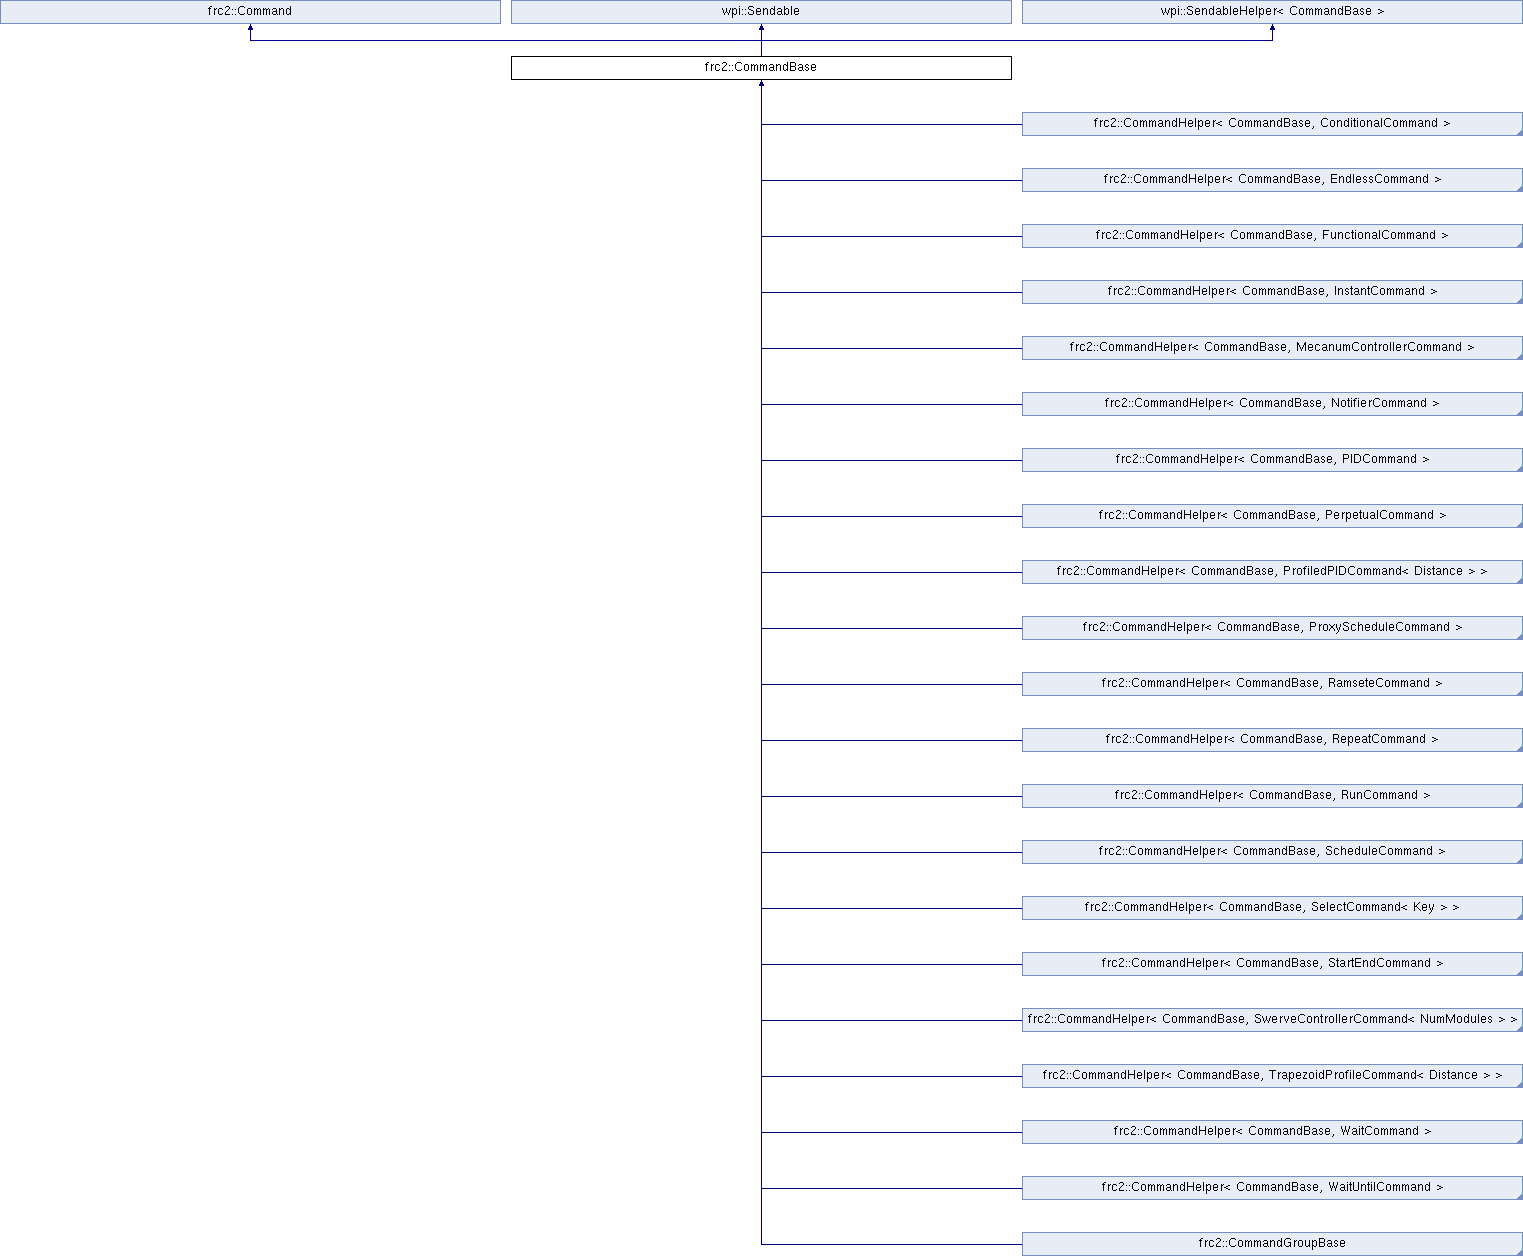 frc2::Command
wpi::Sendable
wpi::SendableHelper< CommandBase >
frc2::CommandBase
frc2::CommandHelper< CommandBase, ConditionalCommand >
frc2::CommandHelper< CommandBase, EndlessCommand >
frc2::CommandHelper< CommandBase, FunctionalCommand >
frc2::CommandHelper< CommandBase, InstantCommand >
frc2::CommandHelper< CommandBase, MecanumControllerCommand >
frc2::CommandHelper< CommandBase, NotifierCommand >
frc2::CommandHelper< CommandBase, PIDCommand >
frc2::CommandHelper< CommandBase, PerpetualCommand >
frc2::CommandHelper< CommandBase, ProfiledPIDCommand< Distance > >
frc2::CommandHelper< CommandBase, ProxyScheduleCommand >
frc2::CommandHelper< CommandBase, RamseteCommand >
frc2::CommandHelper< CommandBase, RepeatCommand >
frc2::CommandHelper< CommandBase, RunCommand >
frc2::CommandHelper< CommandBase, ScheduleCommand >
frc2::CommandHelper< CommandBase, SelectCommand< Key > >
frc2::CommandHelper< CommandBase, StartEndCommand >
frc2::CommandHelper< CommandBase, SwerveControllerCommand< NumModules > >
frc2::CommandHelper< CommandBase, TrapezoidProfileCommand< Distance > >
frc2::CommandHelper< CommandBase, WaitCommand >
frc2::CommandHelper< CommandBase, WaitUntilCommand >
frc2::CommandGroupBase